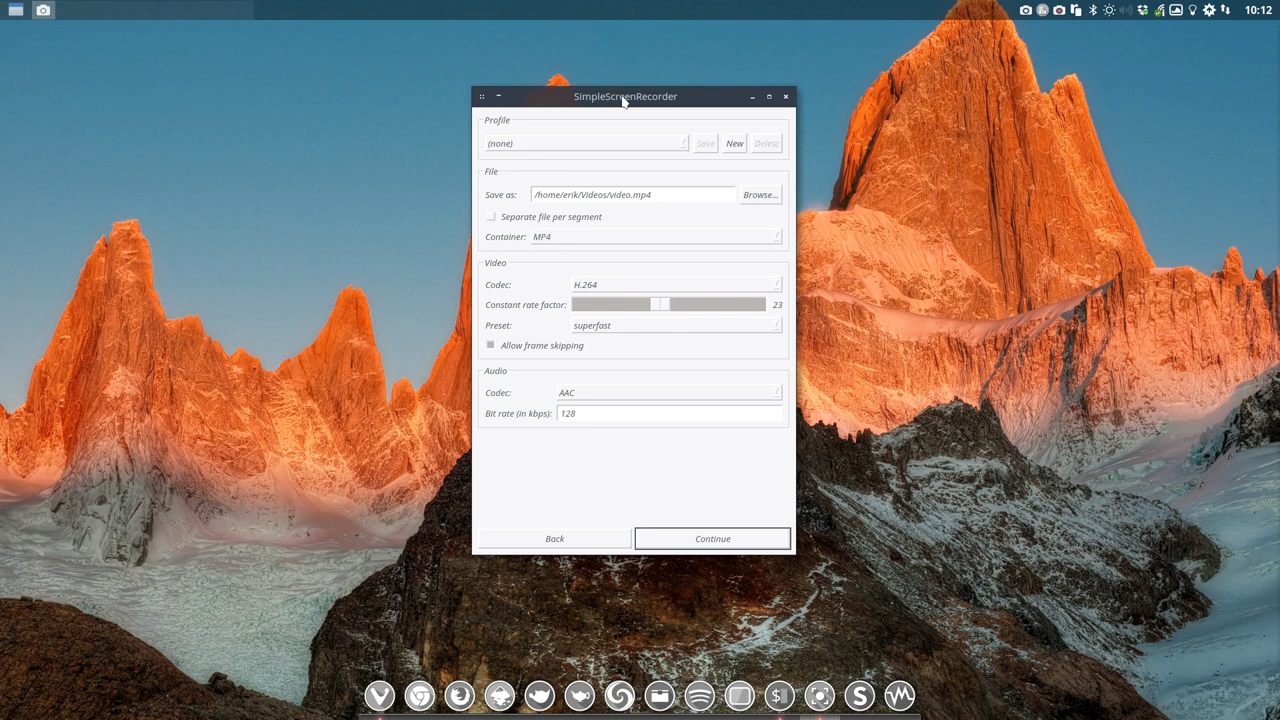 10:12
SimpleScreenRecorder
Profile
(none) Save New Delete
File
Save as: /home/erik/Videos/video.mp4 Browse...
Separate file per segment
Container: MP4
Video
Codec: H.264
Constant rate factor: 23
Preset: superfast
Allow frame skipping
Audio
Codec: AAC
Bit rate (in kbps): 128
Back Continue